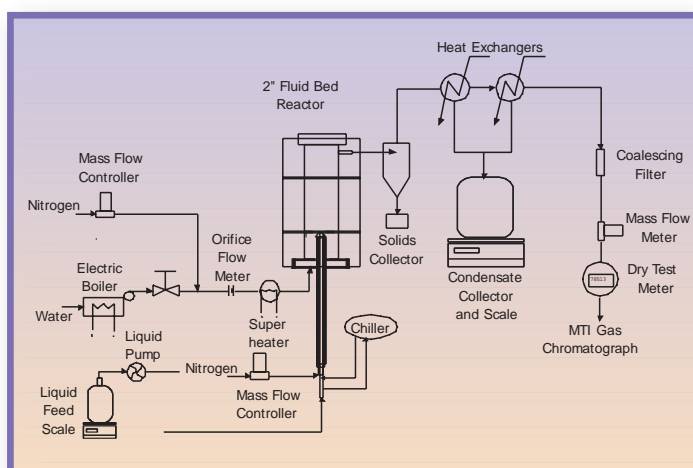 Heat Exchangers
2" Fluid Bed
Reactor
Mass Flow
Controller
Nitrogen
Coalescing
Filter
Orifice
Flow
Meter
Solids
Collector
Mass Flow
Meter
Electric
Boiler
Condensate
Collector
and Scale
Dry Test
Meter
Water
Super
heater
Chiller
MTI Gas
Chromatograph
Liquid
Pump
Nitrogen
Mass Flow
Controller
Liquid
Feed
Scale